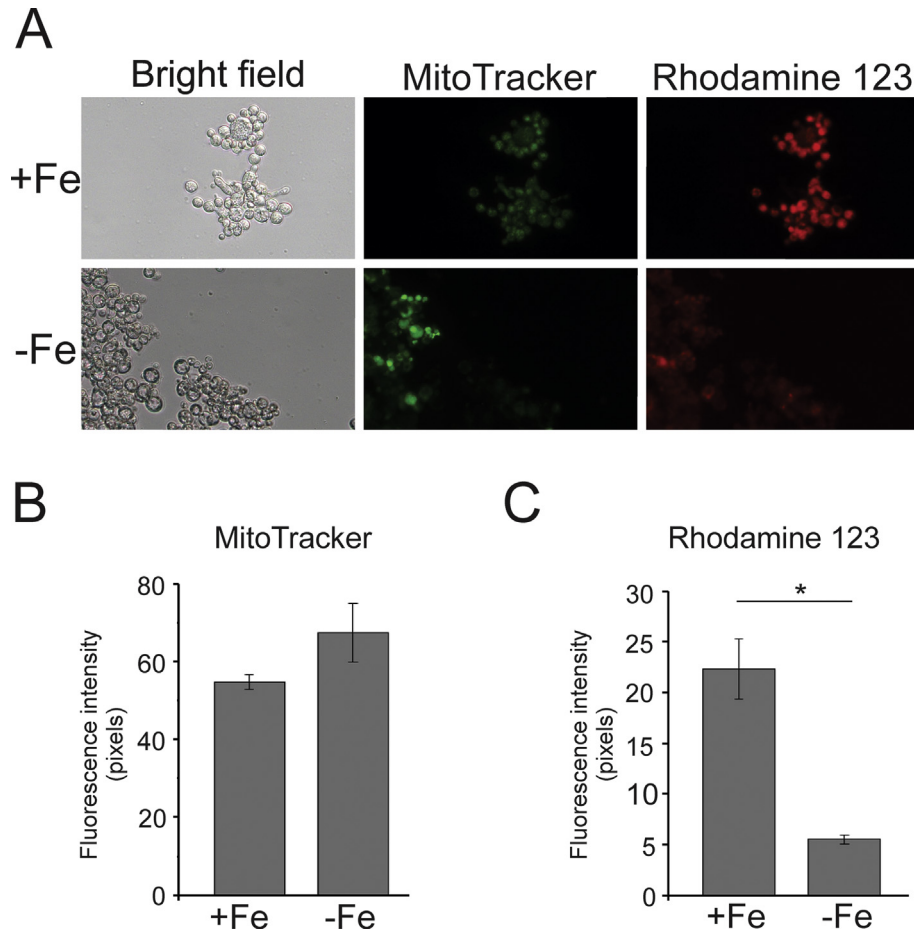 A
Bright field
MitoTracker
Rhodamine 123
+Fe
-Fe
B
MitoTracker
Fluorescence intensity
(pixels)
80
60
40
20
0
+Fe
-Fe
C
Rhodamine 123
Fluorescence intensity
(pixels)
30
25
20
15
10
5
0
*
+Fe
-Fe